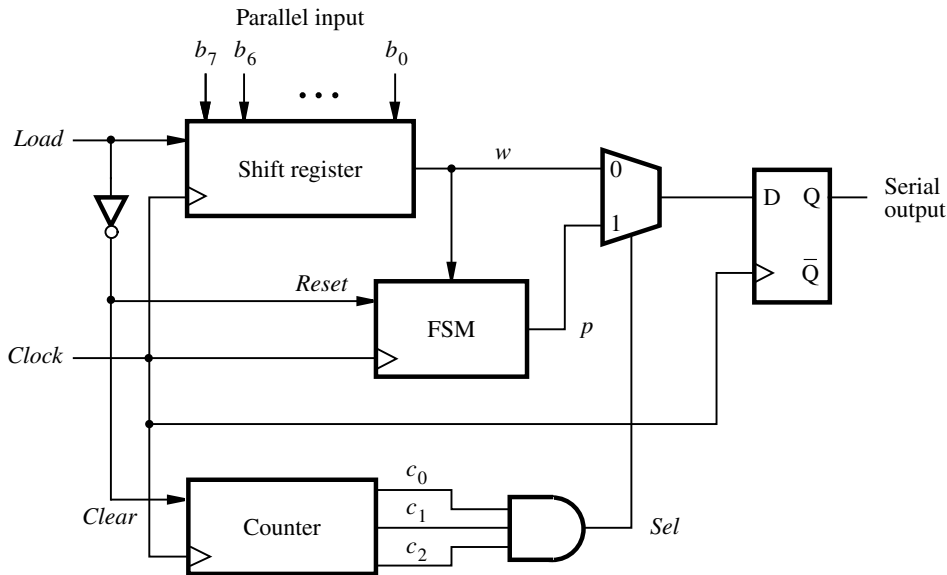 Parallel input
b7 b6 b0
Load
Shift register
w
0
1
D Q
Q̅
Serial
output
Reset
FSM
p
Clock
Clear
Counter
c0
c1
c2
Sel